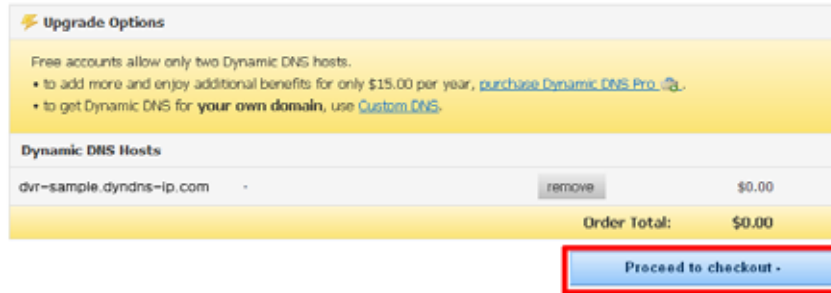 Upgrade Options
Free accounts allow only two Dynamic DNS hosts.
• to add more and enjoy additional benefits for only $15.00 per year, purchase Dynamic DNS Pro .
• to get Dynamic DNS for your own domain, use Custom DNS.
Dynamic DNS Hosts
dvr-sample.dyndns-ip.com - remove $0.00
Order Total: $0.00
Proceed to checkout -